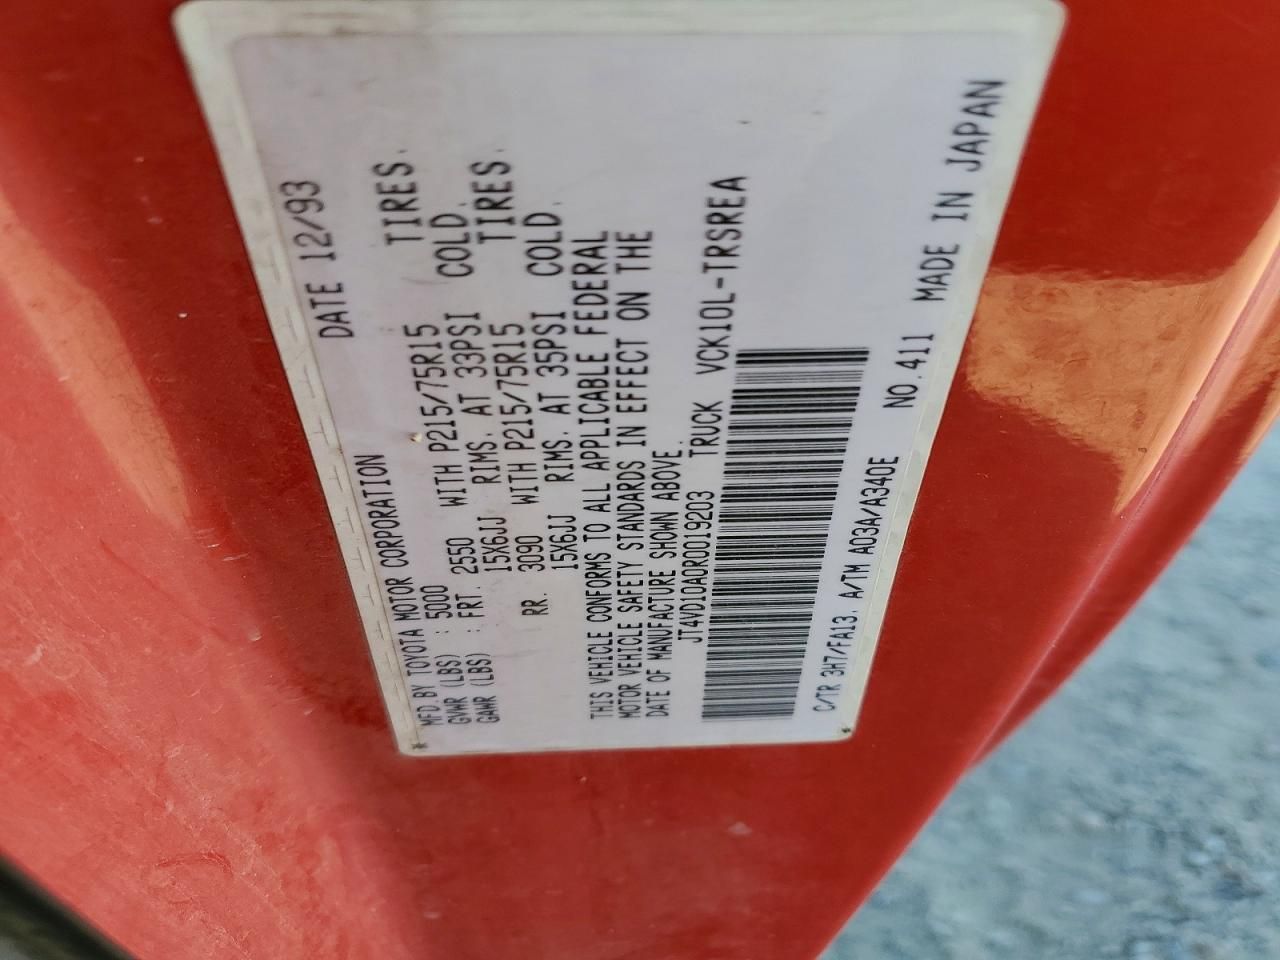 MFD.BY TOYOTA MOTOR CORPORATION DATE 12/93
GVWR (LBS) : 5000
GAWR (LBS) : FRT. 2550 WITH P215/75R15 TIRES.
15X6JJ RIMS. AT 33PSI COLD.
RR. 3090 WITH P215/75R15 TIRES.
15X6JJ RIMS. AT 35PSI COLD.
THIS VEHICLE CONFORMS TO ALL APPLICABLE FEDERAL
MOTOR VEHICLE SAFETY STANDARDS IN EFFECT ON THE
DATE OF MANUFACTURE SHOWN ABOVE.
JT4VD10A0R0019203 TRUCK VCK10L-TRSREA
C/TR 3H7/FA13. A/TM A03A/A340E
NO.411 MADE IN JAPAN